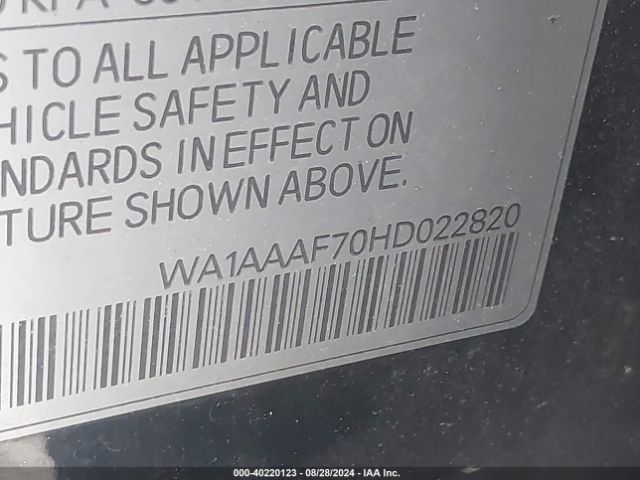 TO ALL APPLICABLE
HICLE SAFETY AND
NDARDS IN EFFECT ON
TURE SHOWN ABOVE.
WA1AAAF70HD022820
000-40220123 - 08/28/2024 - IAA Inc.